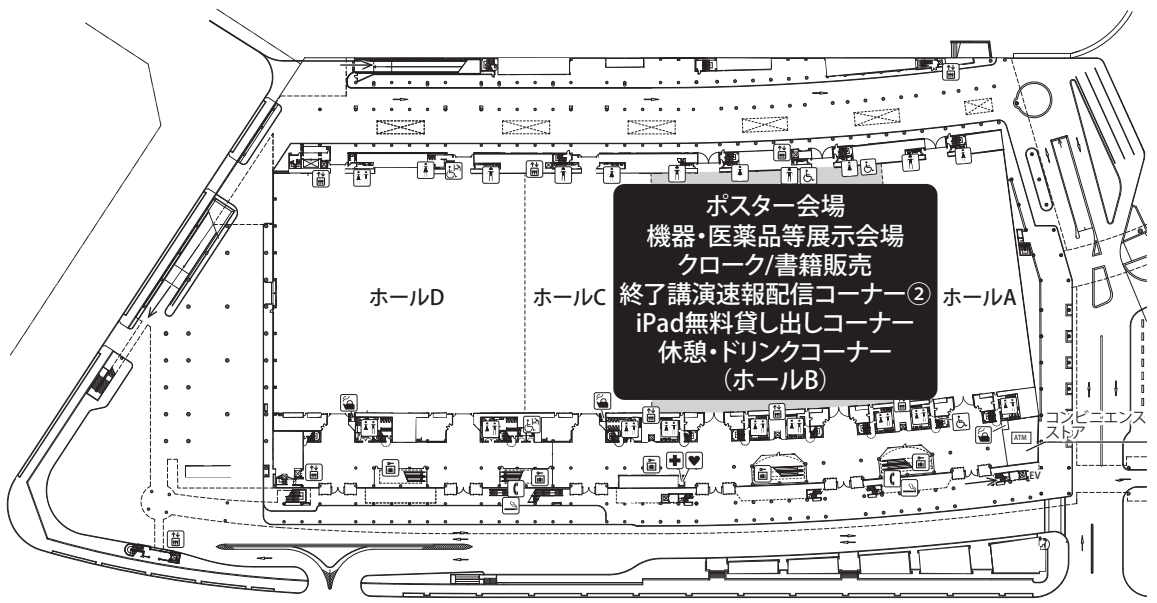 ポスター会場
機器・医薬品等展示会場
クローク/書籍販売
終了講演速報配信コーナー②
iPad無料貸し出しコーナー
休憩・ドリンクコーナー
(ホールB)
ホールD
ホールC
ホールA
コンビニエンス
ストア
ATM
EV